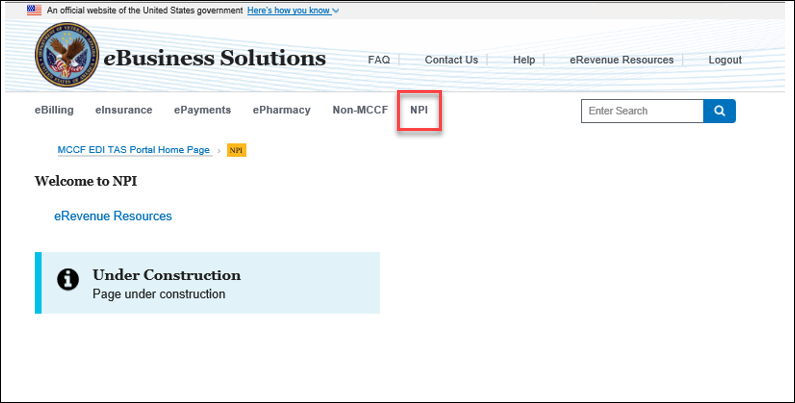 An official website of the United States government Here's how you know
eBusiness Solutions
FAQ Contact Us Help eRevenue Resources Logout
eBilling eInsurance ePayments ePharmacy Non-MCCF NPI
Enter Search
MCCF EDI TAS Portal Home Page › NPI
Welcome to NPI
eRevenue Resources
Under Construction
Page under construction